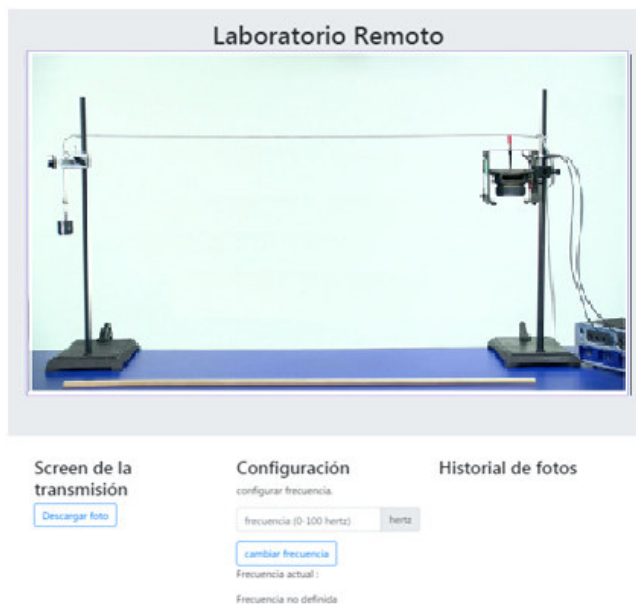 Laboratorio Remoto
Screen de la
transmisión
Descargar foto
Configuración
configurar frecuencia.
frecuencia (0-100 hertz)
hertz
cambiar frecuencia
Frecuencia actual :
Frecuencia no definida
Historial de fotos